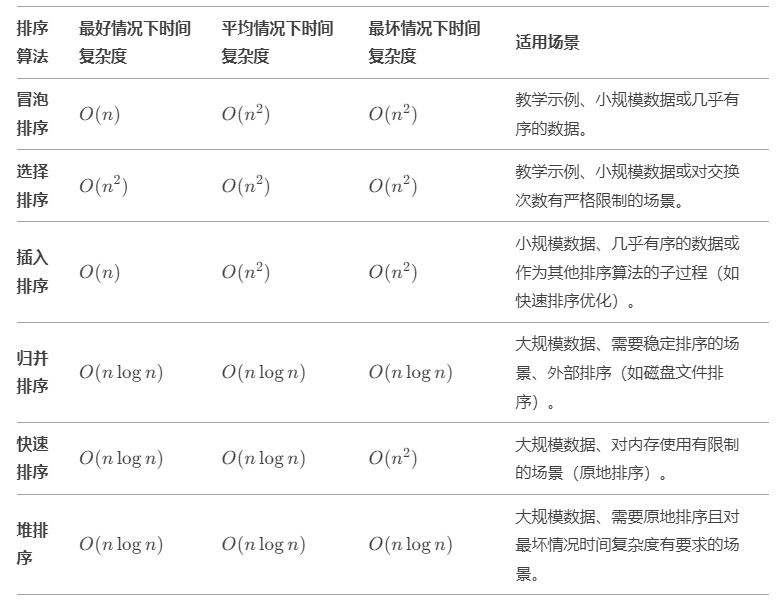 排序 最好情况下时间 平均情况下时间 最坏情况下时间 适用场景
算法 复杂度 复杂度 复杂度
冒泡 O(n) O(n²) O(n²) 教学示例、小规模数据或几乎有
排序 序的数据。
选择 O(n²) O(n²) O(n²) 教学示例、小规模数据或对交换
排序 次数有严格限制的场景。
插入 O(n) O(n²) O(n²) 小规模数据、几乎有序的数据或
排序 作为其他排序算法的子过程（如
快速排序优化）。
归并 O(n log n) O(n log n) O(n log n) 大规模数据、需要稳定排序的场
排序 景、外部排序（如磁盘文件排
序）。
快速 O(n log n) O(n log n) O(n²) 大规模数据、对内存使用有限制
排序 的场景（原地排序）。
堆排 O(n log n) O(n log n) O(n log n) 大规模数据、需要原地排序且对
序 最坏情况时间复杂度有要求的场
景。